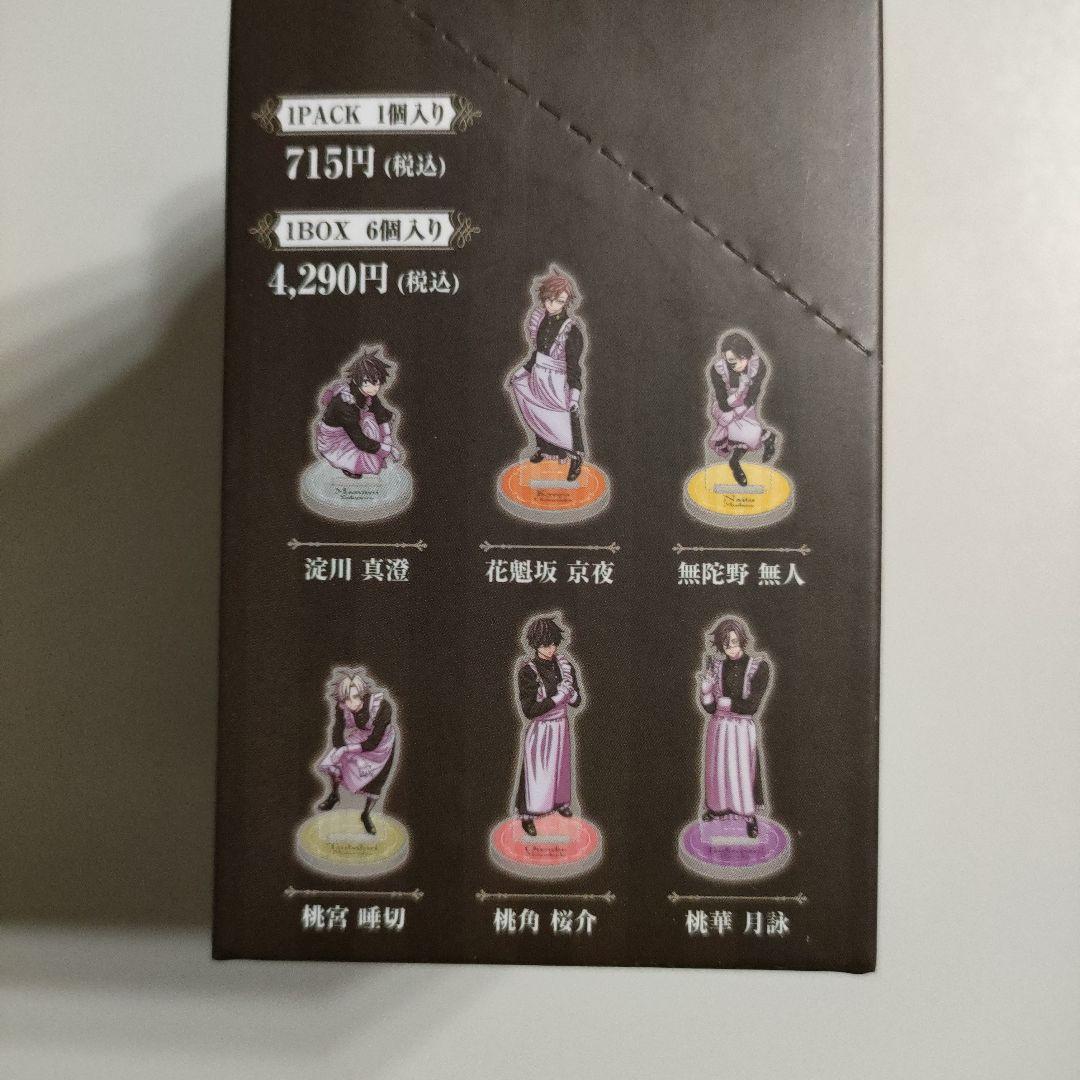 1PACK 1個入り
715円(税込)
1BOX 6個入り
4,290円(税込)
淀川 真澄
花魁坂 京夜
無陀野 無人
桃宮 唾切
桃角 桜介
桃華 月詠